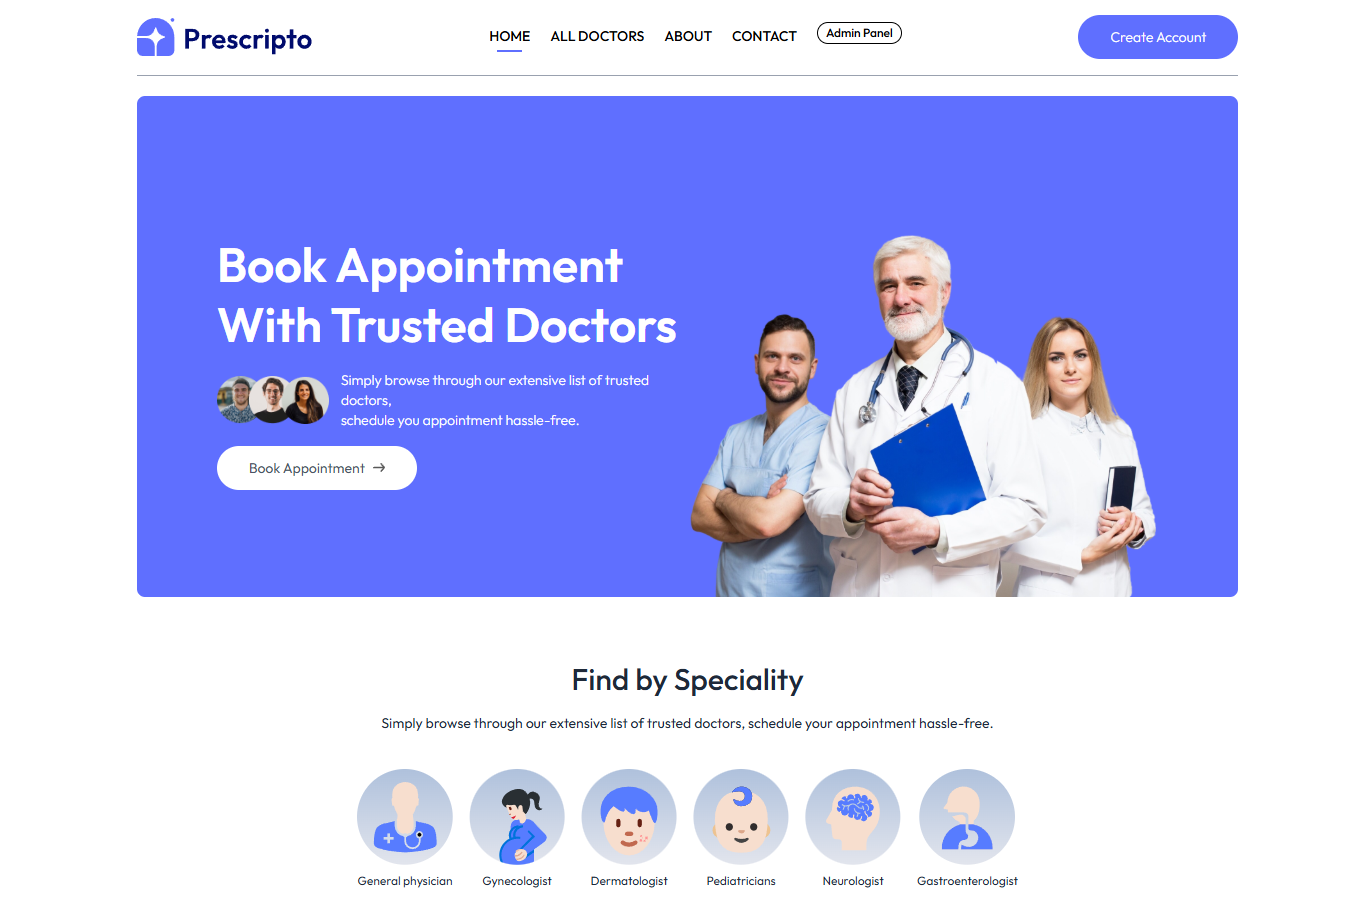 Prescripto
HOME
ALL DOCTORS
ABOUT
CONTACT
Admin Panel
Create Account
Book Appointment
With Trusted Doctors
Simply browse through our extensive list of trusted
doctors,
schedule you appointment hassle-free.
Book Appointment →
Find by Speciality
Simply browse through our extensive list of trusted doctors, schedule your appointment hassle-free.
General physician
Gynecologist
Dermatologist
Pediatricians
Neurologist
Gastroenterologist